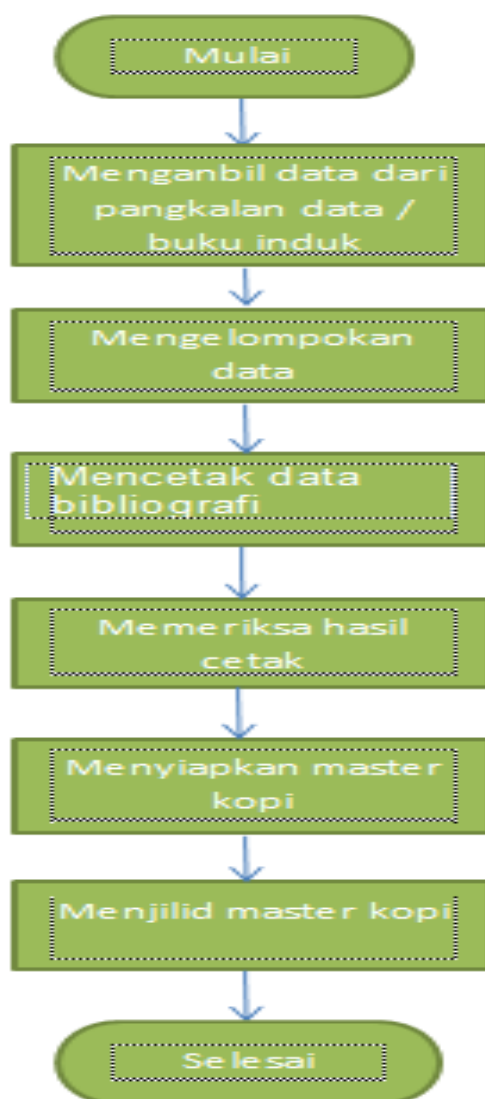 Mulai
Menganbil data dari
pangkalan data /
buku induk
Mengelompokan
data
Mencetak data
bibliografi
Memeriksa hasil
cetak
Menyiapkan master
kopi
Menjilid master kopi
Selesai